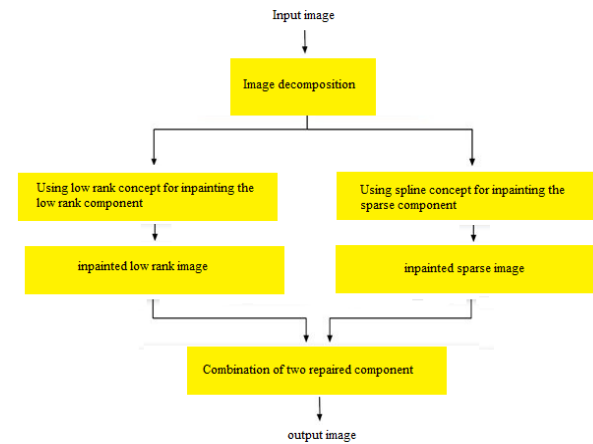 Input image
Image decomposition
Using low rank concept for inpainting the
low rank component
Using spline concept for inpainting the
sparse component
inpainted low rank image
inpainted sparse image
Combination of two repaired component
output image